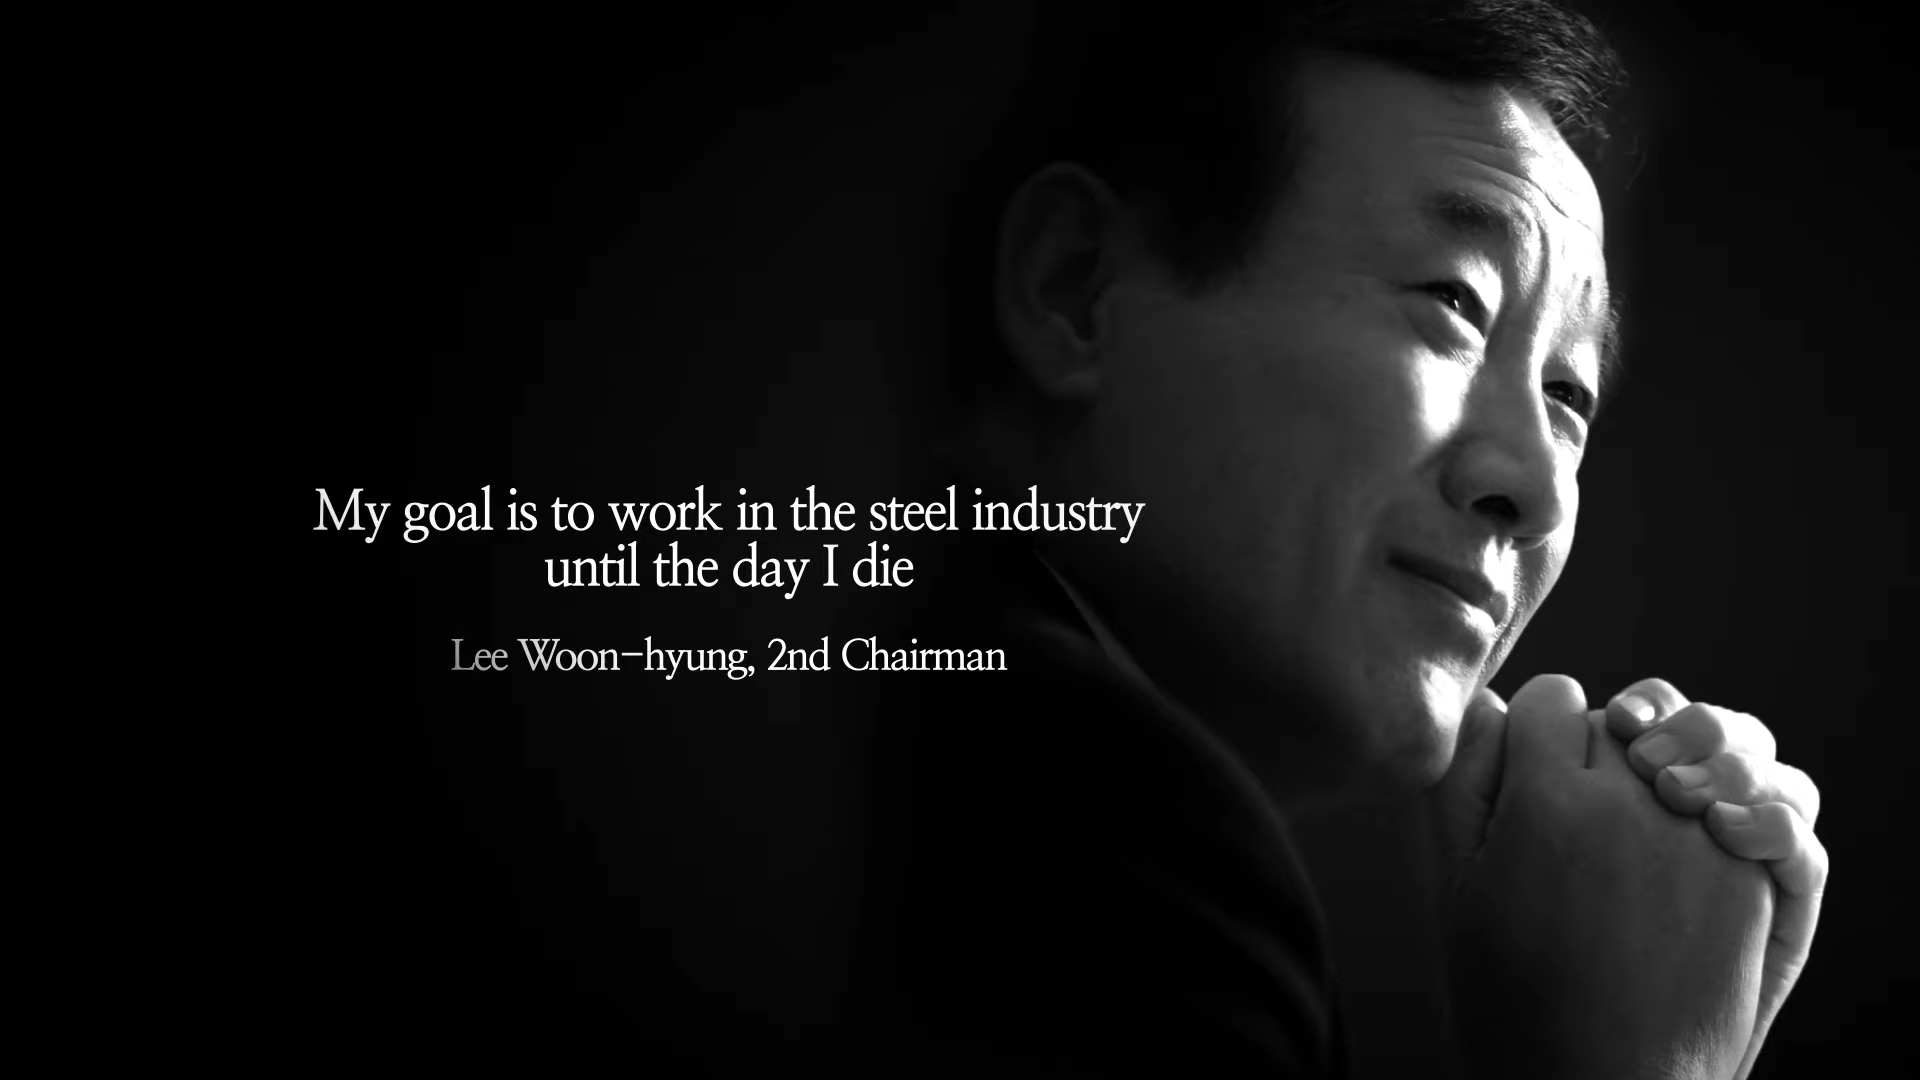 My goal is to work in the steel industry
until the day I die
Lee Woon-hyung, 2nd Chairman